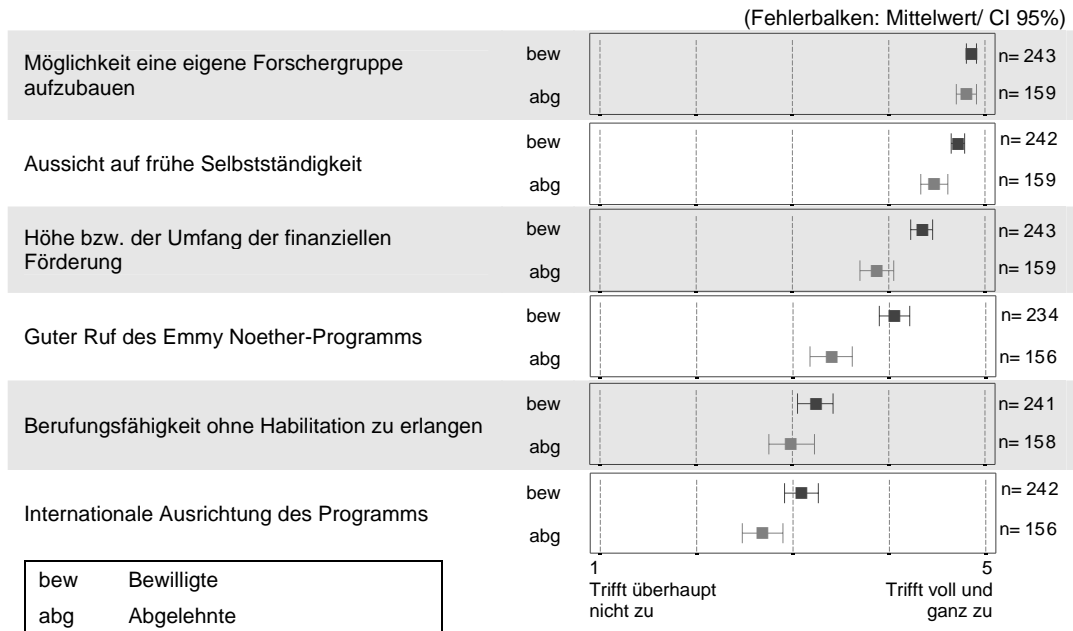 (Fehlerbalken: Mittelwert/ CI 95%)
Möglichkeit eine eigene Forschergruppe
aufzubauen
bew
n= 243
abg
n= 159
Aussicht auf frühe Selbstständigkeit
bew
n= 242
abg
n= 159
Höhe bzw. der Umfang der finanziellen
Förderung
bew
n= 243
abg
n= 159
Guter Ruf des Emmy Noether-Programms
bew
n= 234
abg
n= 156
Berufungsfähigkeit ohne Habilitation zu erlangen
bew
n= 241
abg
n= 158
Internationale Ausrichtung des Programms
bew
n= 242
abg
n= 156
1
5
Trifft überhaupt
nicht zu
Trifft voll und
ganz zu
bew Bewilligte
abg Abgelehnte